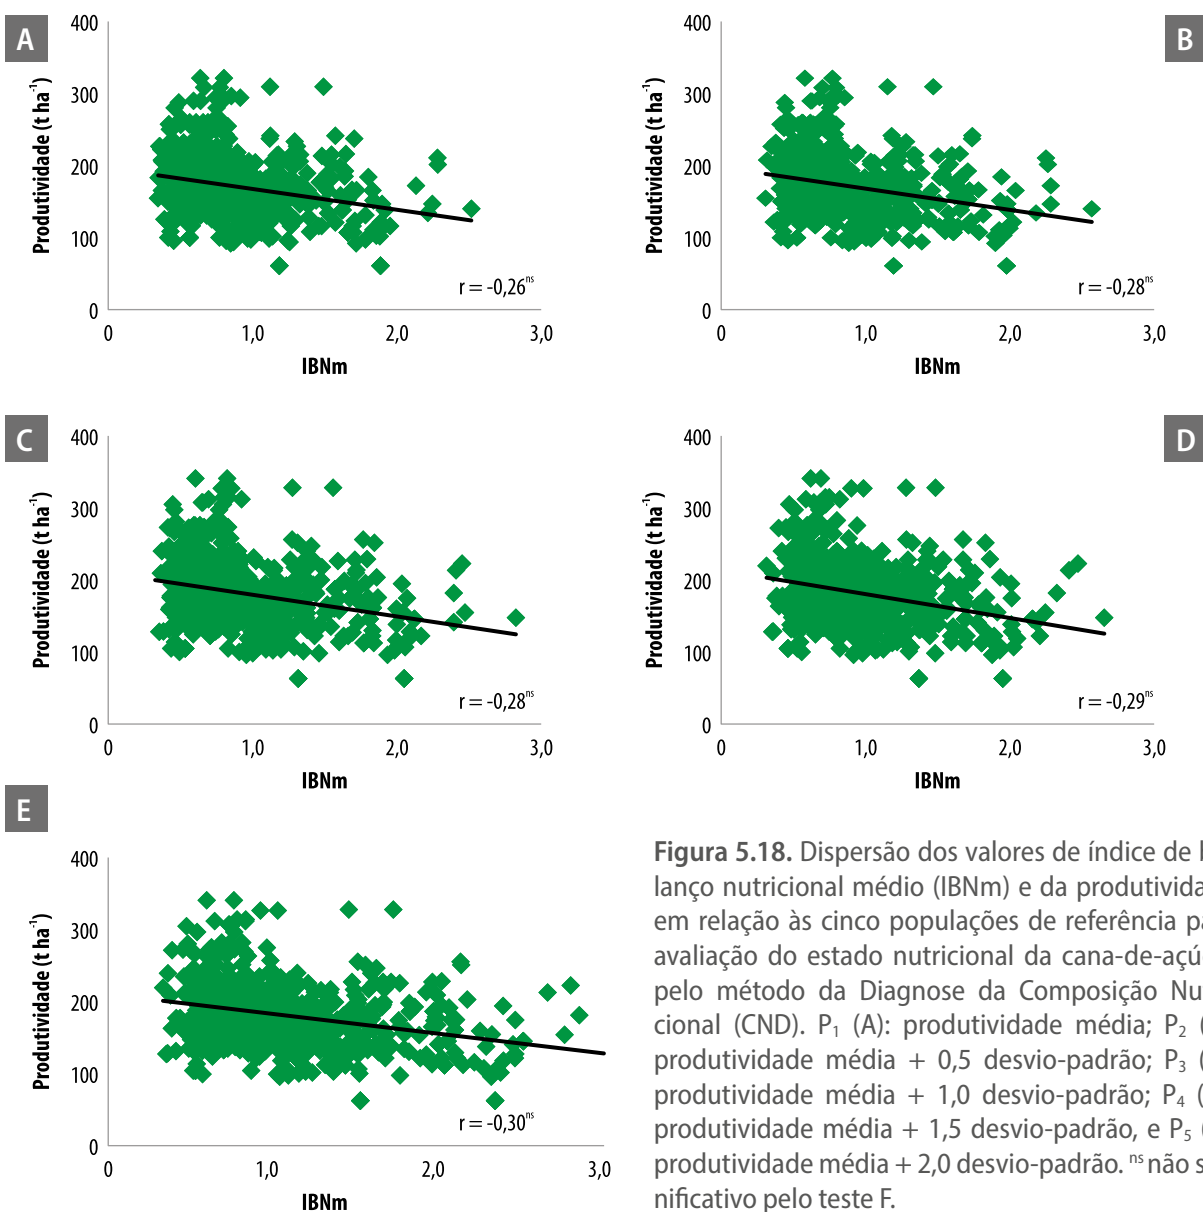 A
400
300
200
100
0
0
1,0
2,0
3,0
Produtividade (t ha⁻¹)
IBNm
r = -0,26ⁿˢ
B
400
300
200
100
0
0
1,0
2,0
3,0
Produtividade (t ha⁻¹)
IBNm
r = -0,28ⁿˢ
C
400
300
200
100
0
0
1,0
2,0
3,0
Produtividade (t ha⁻¹)
IBNm
r = -0,28ⁿˢ
D
400
300
200
100
0
0
1,0
2,0
3,0
Produtividade (t ha⁻¹)
IBNm
r = -0,29ⁿˢ
E
400
300
200
100
0
0
1,0
2,0
3,0
Produtividade (t ha⁻¹)
IBNm
r = -0,30ⁿˢ
Figura 5.18. Dispersão dos valores de índice de
lanço nutricional médio (IBNm) e da produtivida
em relação às cinco populações de referência pa
avaliação do estado nutricional da cana-de-açú
pelo método da Diagnose da Composição Nu
cional (CND). P₁ (A): produtividade média; P₂ (
produtividade média + 0,5 desvio-padrão; P₃ (
produtividade média + 1,0 desvio-padrão; P₄ (
produtividade média + 1,5 desvio-padrão, e P₅ (
produtividade média + 2,0 desvio-padrão. ⁿˢ não s
nificativo pelo teste F.